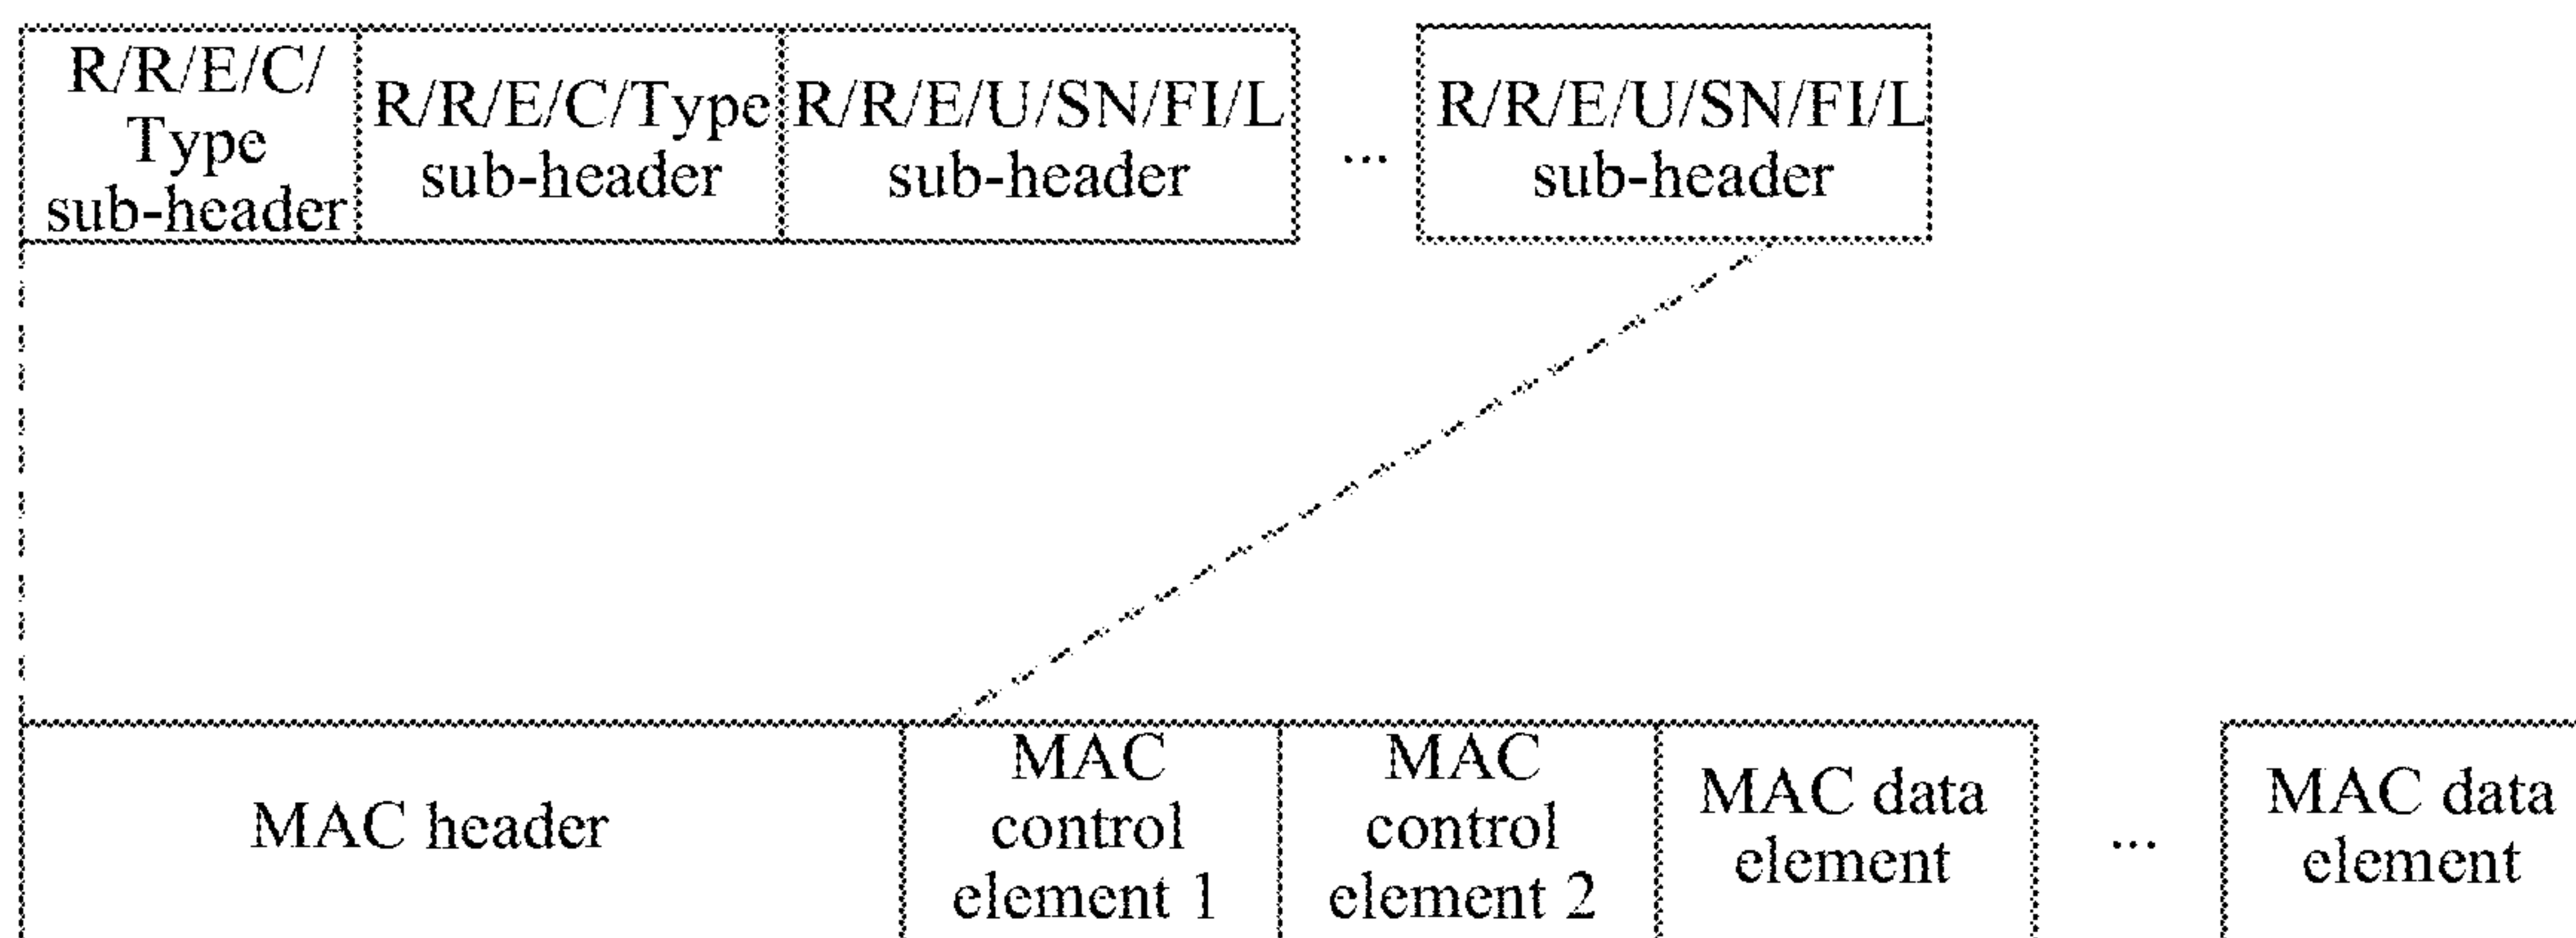 R/R/E/C/
Type
sub-header
R/R/E/C/Type
sub-header
R/R/E/U/SN/FI/L
sub-header
...
R/R/E/U/SN/FI/L
sub-header
MAC header
MAC
control
element 1
MAC
control
element 2
MAC data
element
...
MAC data
element